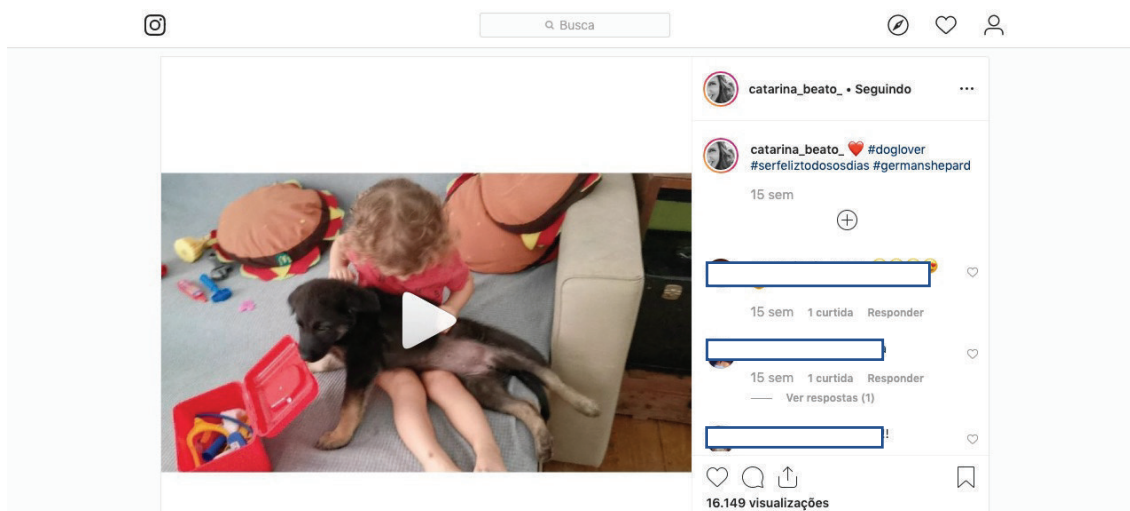 Busca
catarina_beato_ • Seguindo
catarina_beato_ ❤️ #doglover
#serfeliztodososdias #germanshepard
15 sem
15 sem 1 curtida Responder
15 sem 1 curtida Responder
Ver respostas (1)
!!
16.149 visualizações